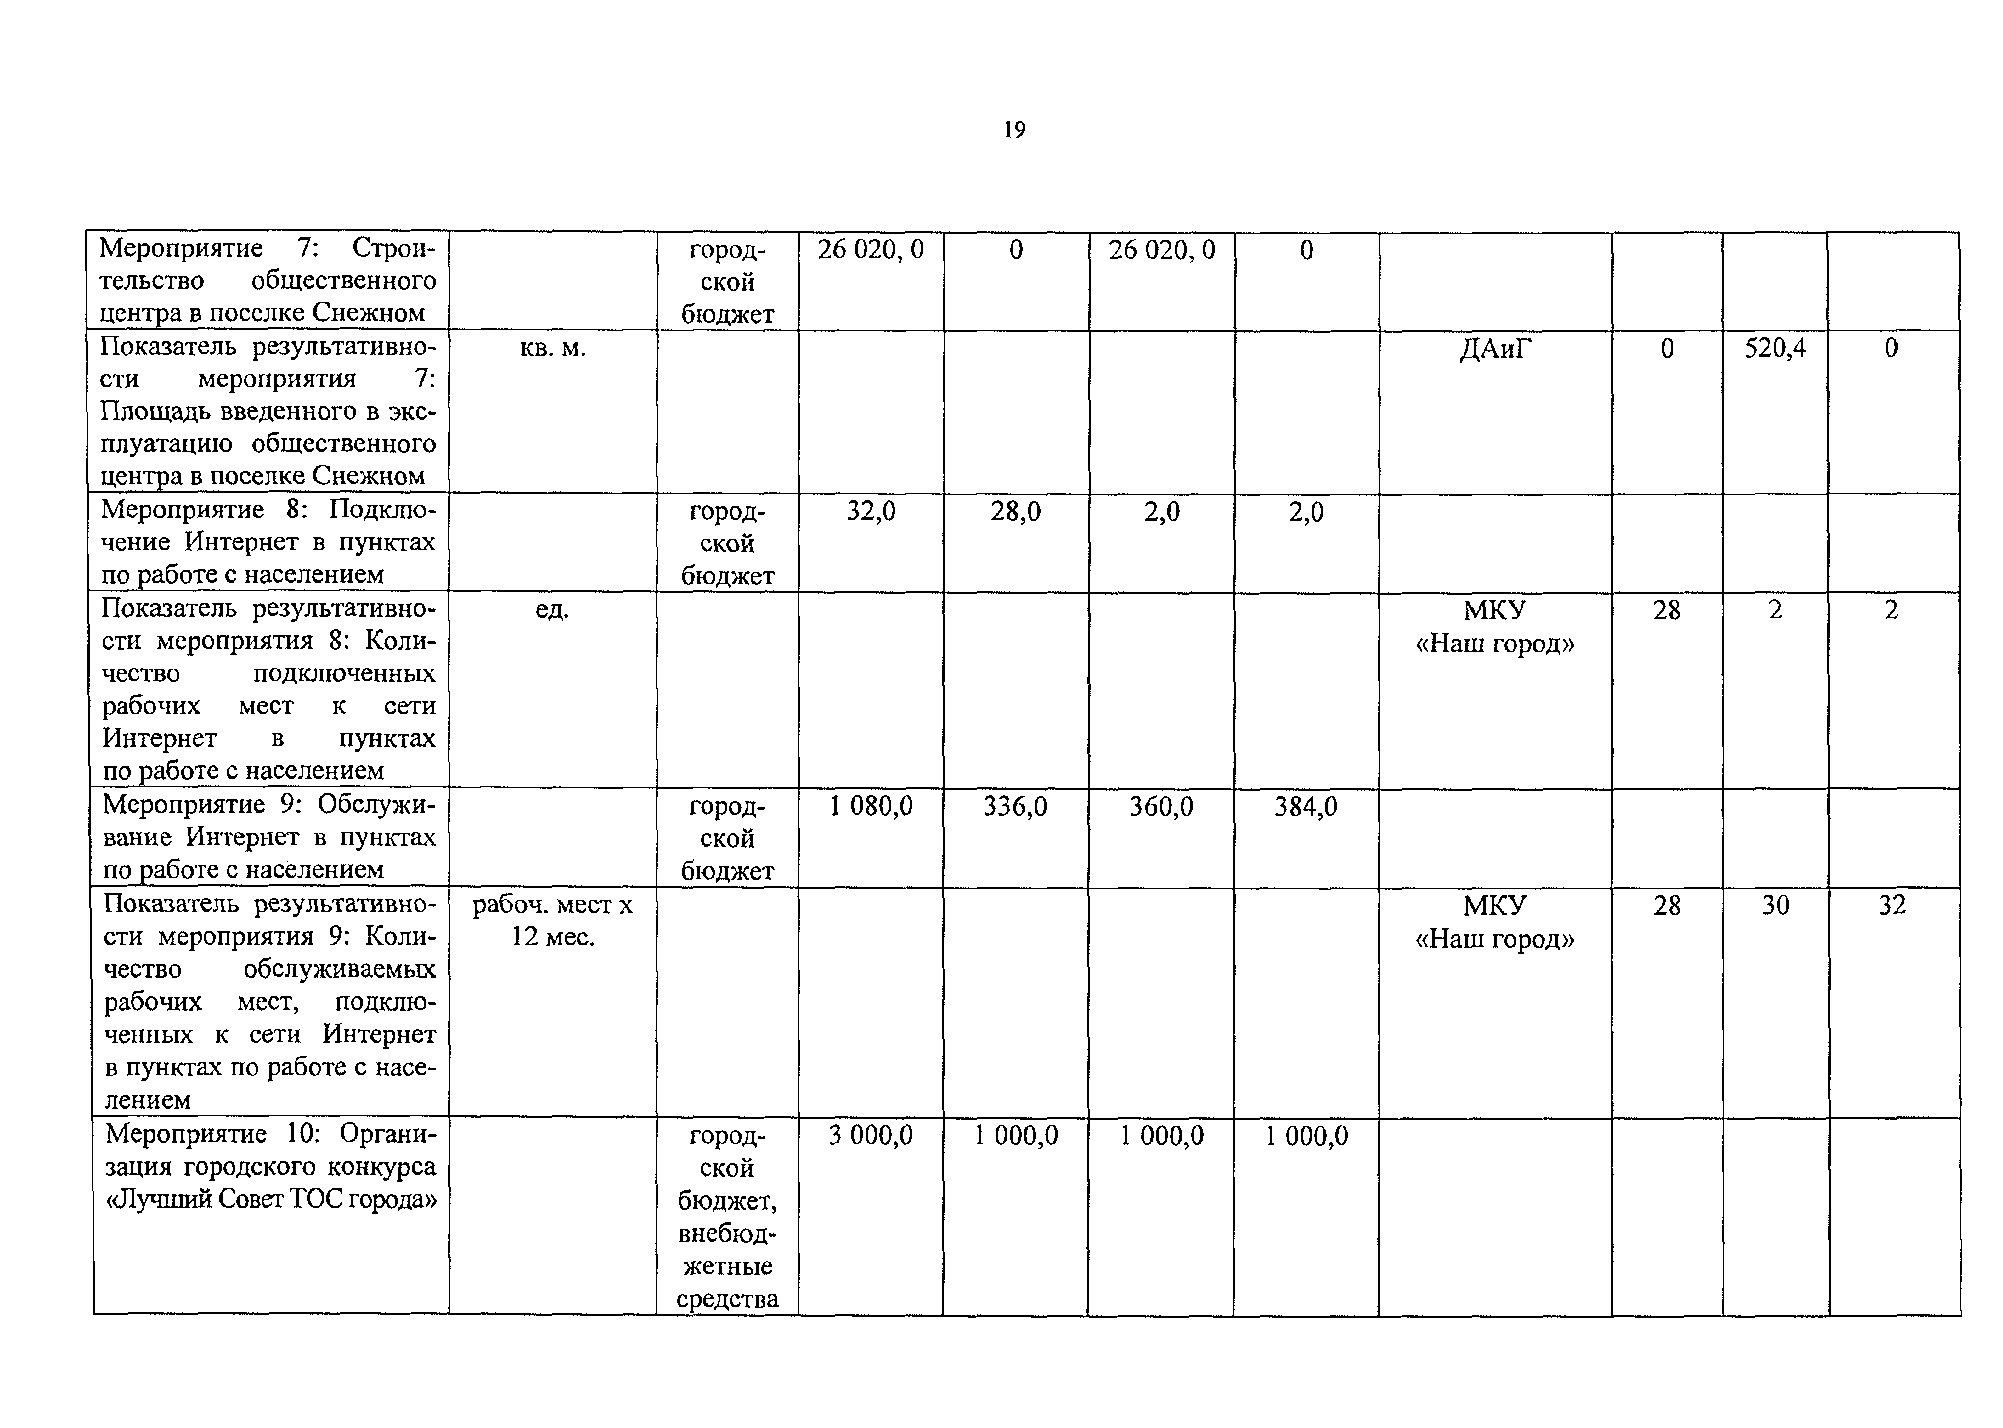 19
Мероприятие 7: Строи-
тельство общественного
центра в поселке Снежном
город-
ской
бюджет
26 020, 0
0
26 020, 0
0
Показатель результативно-
сти мероприятия 7:
Площадь введенного в экс-
плуатацию общественного
центра в поселке Снежном
кв. м.
ДАиГ
0
520,4
0
Мероприятие 8: Подклю-
чение Интернет в пунктах
по работе с населением
город-
ской
бюджет
32,0
28,0
2,0
2,0
Показатель результативно-
сти мероприятия 8: Коли-
чество подключенных
рабочих мест к сети
Интернет в пунктах
по работе с населением
ед.
МКУ
«Наш город»
28
2
2
Мероприятие 9: Обслужи-
вание Интернет в пунктах
по работе с населением
город-
ской
бюджет
1 080,0
336,0
360,0
384,0
Показатель результативно-
сти мероприятия 9: Коли-
чество обслуживаемых
рабочих мест, подклю-
ченных к сети Интернет
в пунктах по работе с насе-
лением
рабоч. мест х
12 мес.
МКУ
«Наш город»
28
30
32
Мероприятие 10: Органи-
зация городского конкурса
«Лучший Совет ТОС города»
город-
ской
бюджет,
внебюд-
жетные
средства
3 000,0
1 000,0
1 000,0
1 000,0